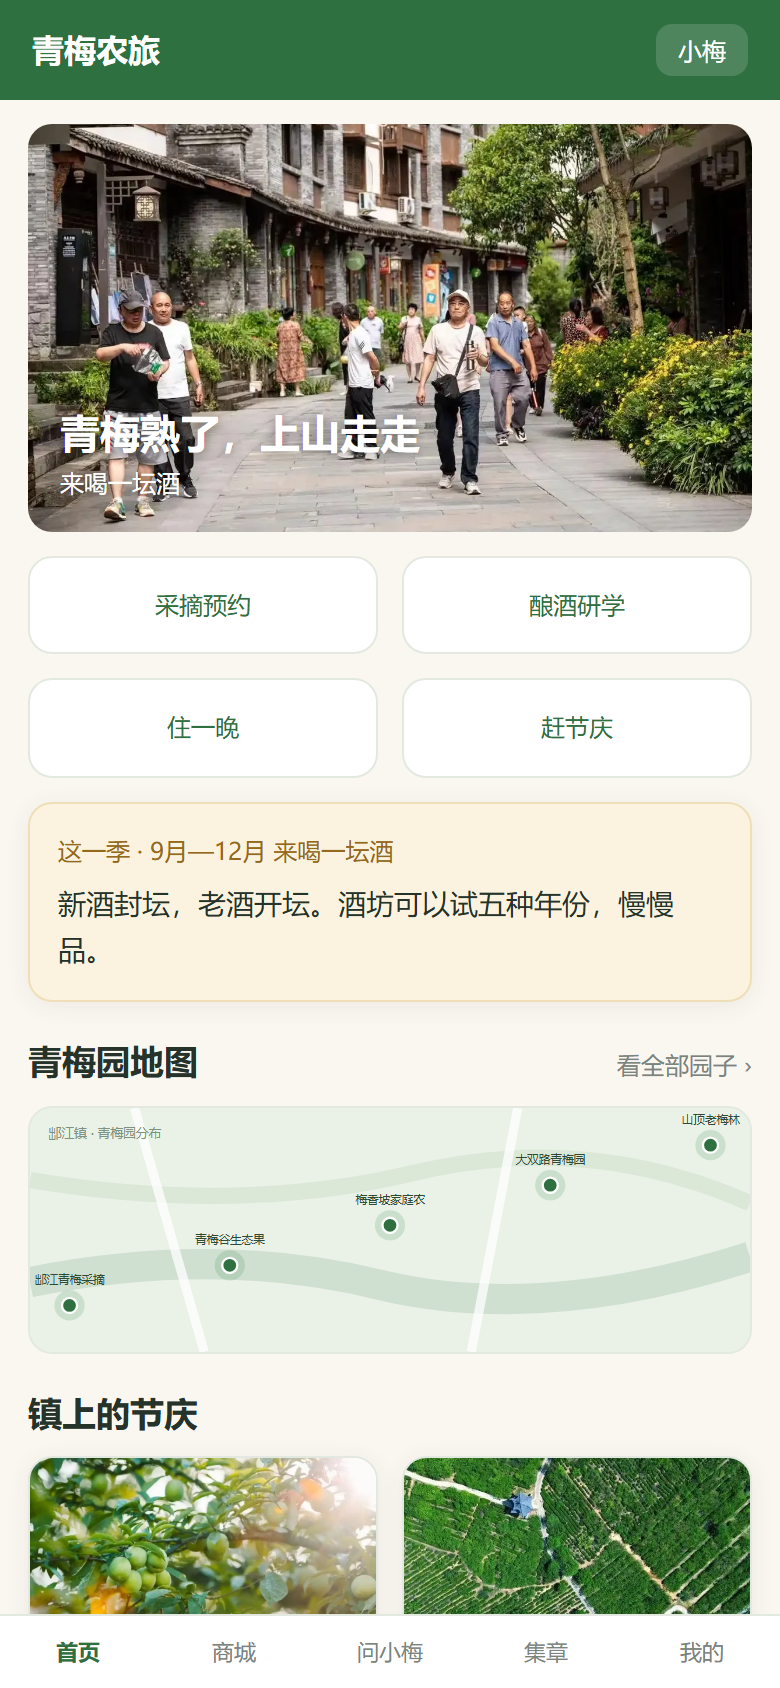 青梅农旅
小梅
青梅熟了，上山走走
来喝一坛酒
采摘预约
酿酒研学
住一晚
赶节庆
这一季 · 9月—12月 来喝一坛酒
新酒封坛，老酒开坛。酒坊可以试五种年份，慢慢
品。
青梅园地图
看全部园子 ›
邮江镇 · 青梅园分布
山顶老梅林
大双路青梅园
梅香坡家庭农
青梅谷生态果
邮江青梅采摘
镇上的节庆
首页
商城
问小梅
集章
我的